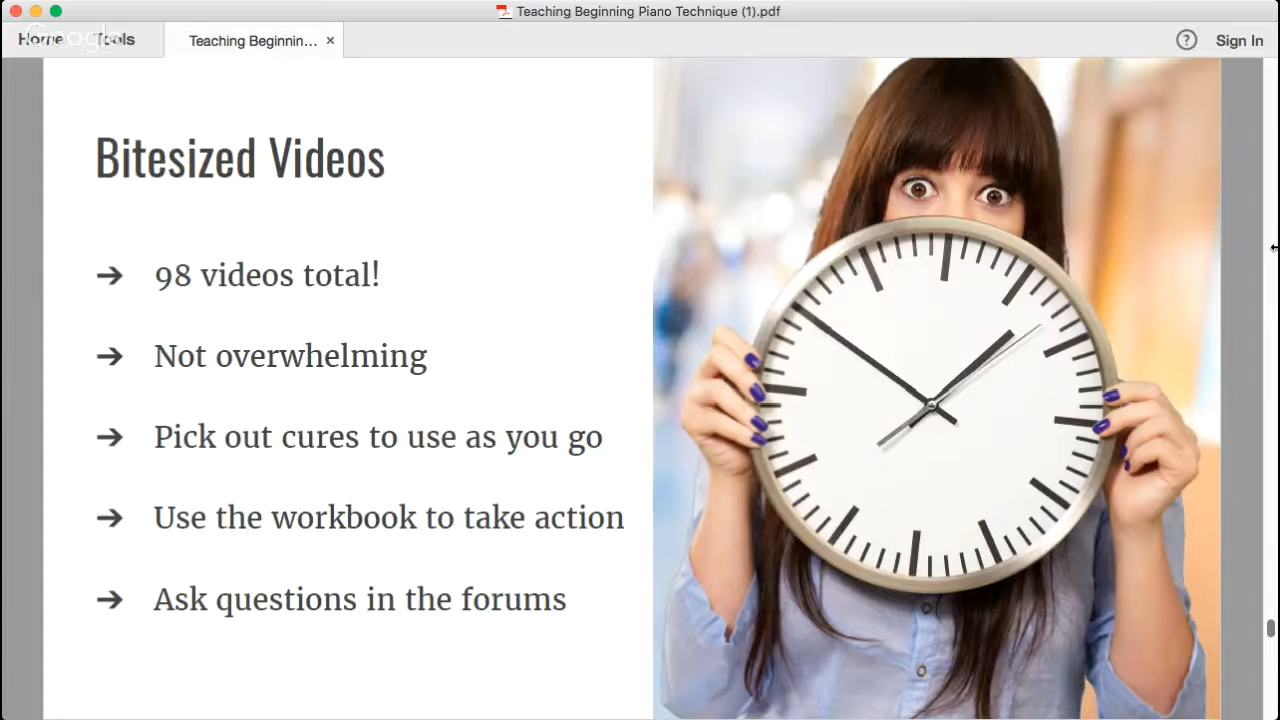 Teaching Beginning Piano Technique (1).pdf
Home Tools Teaching Beginnin... × ? Sign In
Google
Bitesized Videos
➔ 98 videos total!
➔ Not overwhelming
➔ Pick out cures to use as you go
➔ Use the workbook to take action
➔ Ask questions in the forums